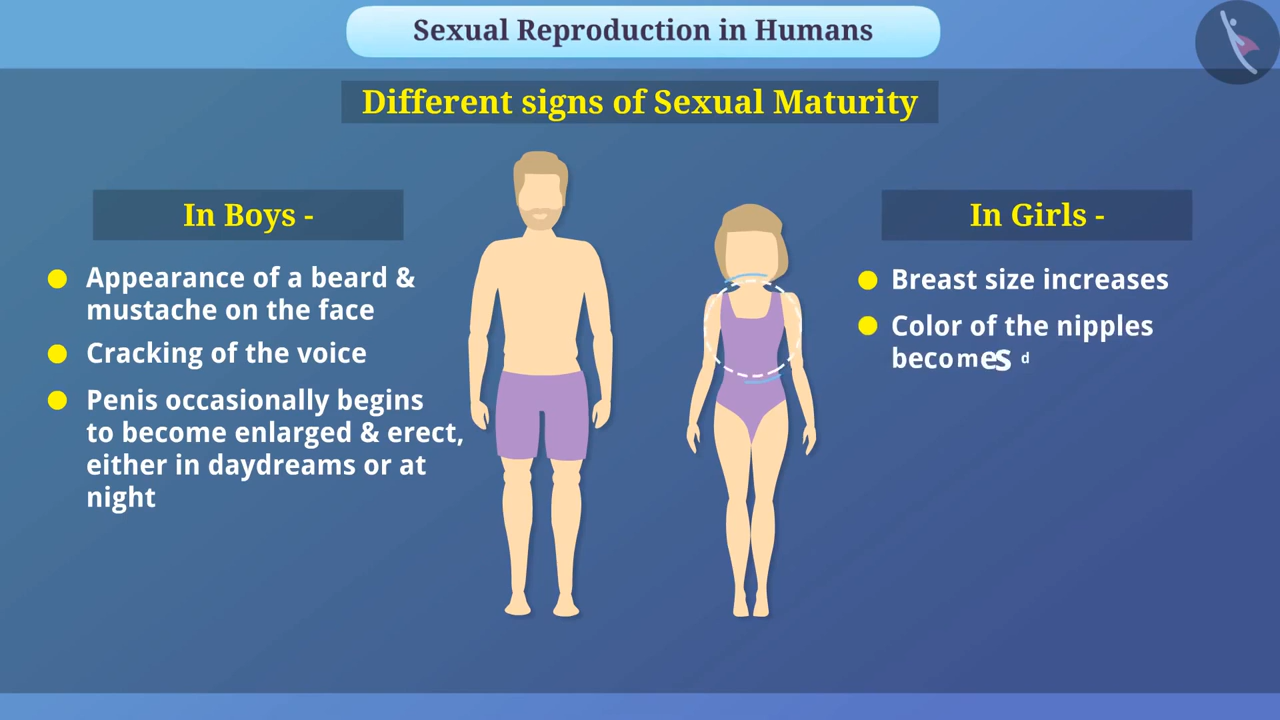 Sexual Reproduction in Humans
Different signs of Sexual Maturity
In Boys -
Appearance of a beard &
mustache on the face
Cracking of the voice
Penis occasionally begins
to become enlarged & erect,
either in daydreams or at
night
In Girls -
Breast size increases
Color of the nipples
becomes d